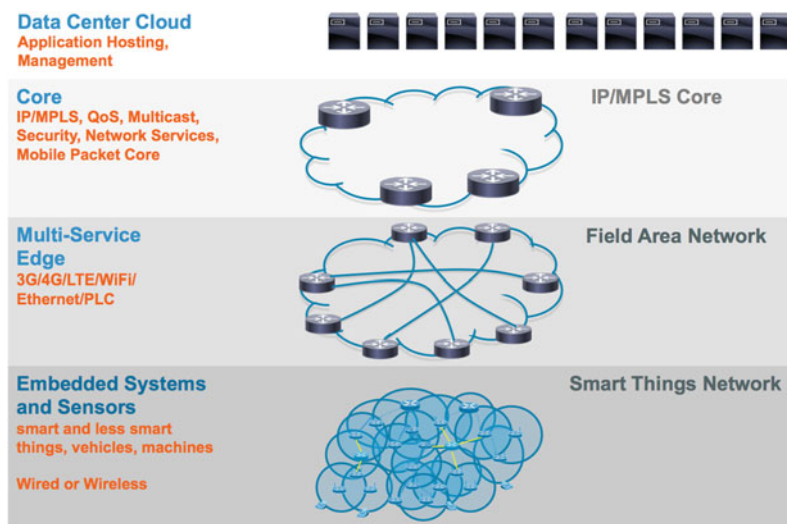 Data Center Cloud
Application Hosting,
Management
Core
IP/MPLS, QoS, Multicast,
Security, Network Services,
Mobile Packet Core
IP/MPLS Core
Multi-Service
Edge
3G/4G/LTE/WiFi/
Ethernet/PLC
Field Area Network
Embedded Systems
and Sensors
smart and less smart
things, vehicles, machines
Wired or Wireless
Smart Things Network